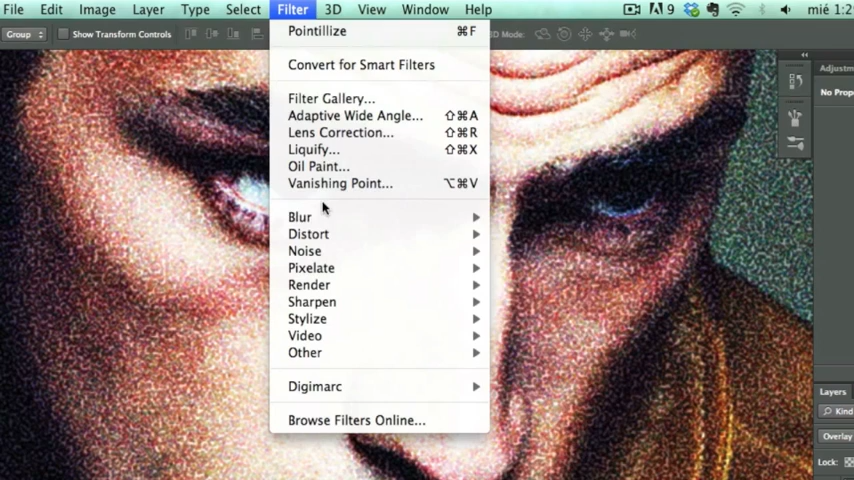 File Edit Image Layer Type Select Filter 3D View Window Help 9 mié 1:2
Group Show Transform Controls 3D Mode:
Pointillize ⌘F
Convert for Smart Filters
Filter Gallery...
Adaptive Wide Angle... ⇧⌘A
Lens Correction... ⇧⌘R
Liquify... ⇧⌘X
Oil Paint...
Vanishing Point... ⌥⌘V
Blur
Distort
Noise
Pixelate
Render
Sharpen
Stylize
Video
Other
Digimarc
Browse Filters Online...
Adjustm
No Prope
Layers
Kind
Overlay
Lock: